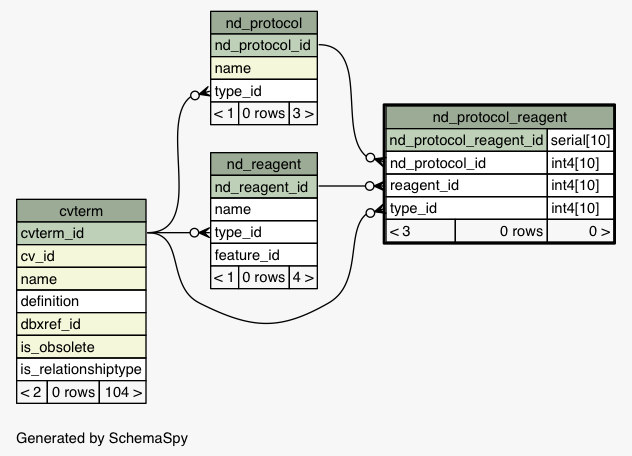 nd_protocol
nd_protocol_id
name
type_id
< 1 0 rows 3 >
nd_protocol_reagent
nd_protocol_reagent_id serial[10]
nd_protocol_id int4[10]
reagent_id int4[10]
type_id int4[10]
< 3 0 rows 0 >
nd_reagent
nd_reagent_id
name
type_id
feature_id
< 1 0 rows 4 >
cvterm
cvterm_id
cv_id
name
definition
dbxref_id
is_obsolete
is_relationshiptype
< 2 0 rows 104 >
Generated by SchemaSpy